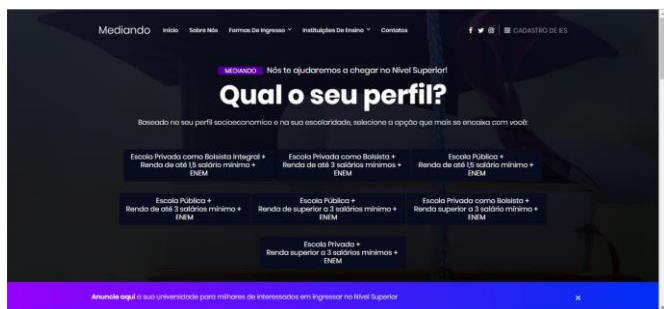 Mediando Início Sobre Nós Formas De Ingresso Instituições De Ensino Contatos CADASTRO DE IES
MEDIANDO Nós te ajudaremos a chegar no Nível Superior!
Qual o seu perfil?
Baseado no seu perfil socioeconomico e na sua escolaridade, selecione a opção que mais se encaixa com você:
Escola Privada como Bolsista Integral +
Renda de até 1,5 salário mínimo +
ENEM
Escola Privada como Bolsista +
Renda de até 3 salários mínimos +
ENEM
Escola Pública +
Renda de até 1,5 salário mínimo +
ENEM
Escola Pública +
Renda de até 3 salários mínimo +
ENEM
Escola Pública +
Renda de superior a 3 salários mínimo +
ENEM
Escola Privada como Bolsista +
Renda superior a 3 salário mínimo +
ENEM
Escola Privada +
Renda superior a 3 salários mínimos +
ENEM
Anuncie aqui a sua universidade para milhares de interessados em ingressar no Nível Superior